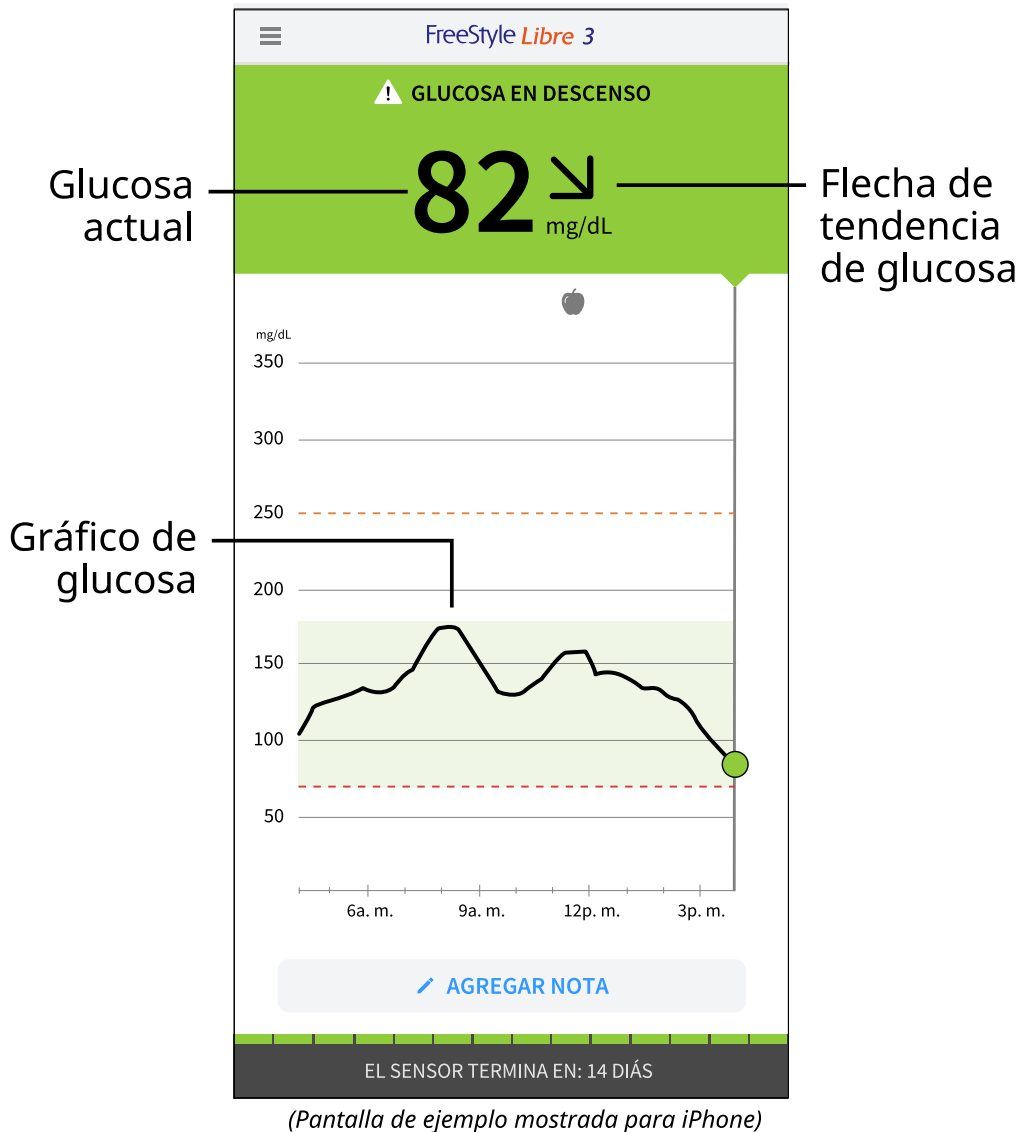 FreeStyle Libre 3
GLUCOSA EN DESCENSO
82
mg/dL
Glucosa
actual
Flecha de
tendencia
de glucosa
mg/dL
350
300
250
200
150
100
50
Gráfico de
glucosa
6a. m.
9a. m.
12p. m.
3p. m.
AGREGAR NOTA
EL SENSOR TERMINA EN: 14 DIÁS
(Pantalla de ejemplo mostrada para iPhone)